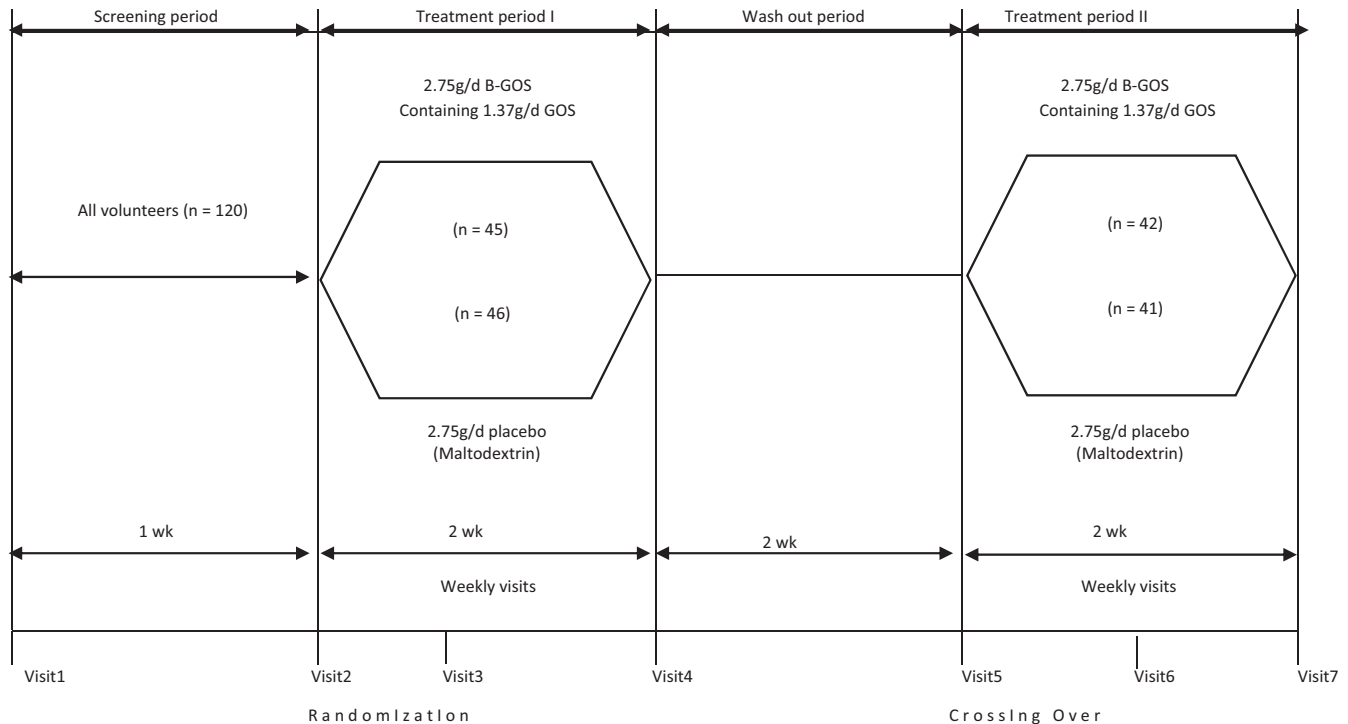 Screening period
Treatment period I
Wash out period
Treatment period II
2.75g/d B-GOS
Containing 1.37g/d GOS
2.75g/d B-GOS
Containing 1.37g/d GOS
All volunteers (n = 120)
(n = 45)
(n = 42)
(n = 46)
(n = 41)
2.75g/d placebo
(Maltodextrin)
2.75g/d placebo
(Maltodextrin)
1 wk
2 wk
2 wk
2 wk
Weekly visits
Weekly visits
Visit1
Visit2
Visit3
Visit4
Visit5
Visit6
Visit7
RandomIzatIon
CrossIng Over